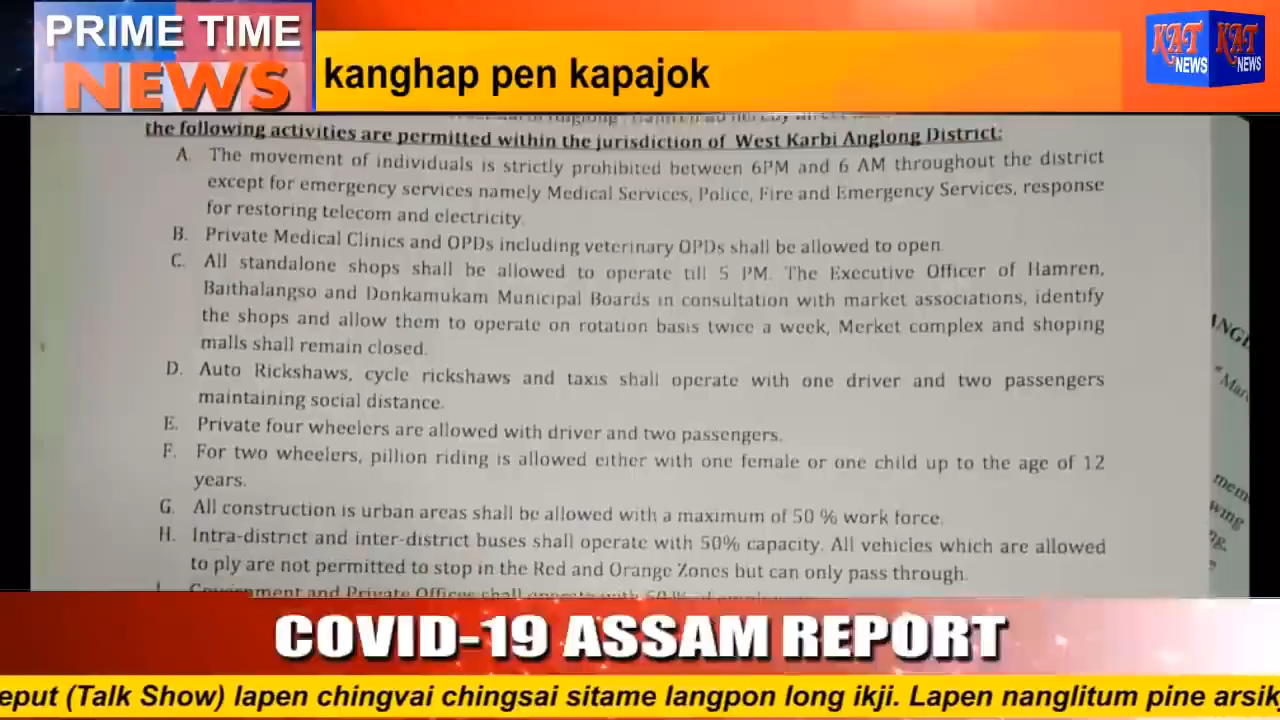 PRIME TIME
NEWS
kanghap pen kapajok
KAT
NEWS
KAT
NEWS
the following activities are permitted within the jurisdiction of West Karbi Anglong District:
A. The movement of individuals is strictly prohibited between 6PM and 6 AM throughout the district
except for emergency services namely Medical Services, Police, Fire and Emergency Services, response
for restoring telecom and electricity.
B. Private Medical Clinics and OPDs including veterinary OPDs shall be allowed to open.
C. All standalone shops shall be allowed to operate till 5 PM. The Executive Officer of Hamren,
Baithalangso and Donkamukam Municipal Boards in consultation with market associations, identify
the shops and allow them to operate on rotation basis twice a week, Merket complex and shoping
malls shall remain closed.
D. Auto Rickshaws, cycle rickshaws and taxis shall operate with one driver and two passengers
maintaining social distance.
E. Private four wheelers are allowed with driver and two passengers.
F. For two wheelers, pillion riding is allowed either with one female or one child up to the age of 12
years.
G. All construction is urban areas shall be allowed with a maximum of 50 % work force.
H. Intra-district and inter-district buses shall operate with 50% capacity. All vehicles which are allowed
to ply are not permitted to stop in the Red and Orange Zones but can only pass through.
Government and Private Offices shall operate with 50 % of
COVID-19 ASSAM REPORT
eput (Talk Show) lapen chingvai chingsai sitame langpon long ikji. Lapen nanglitum pine arsik